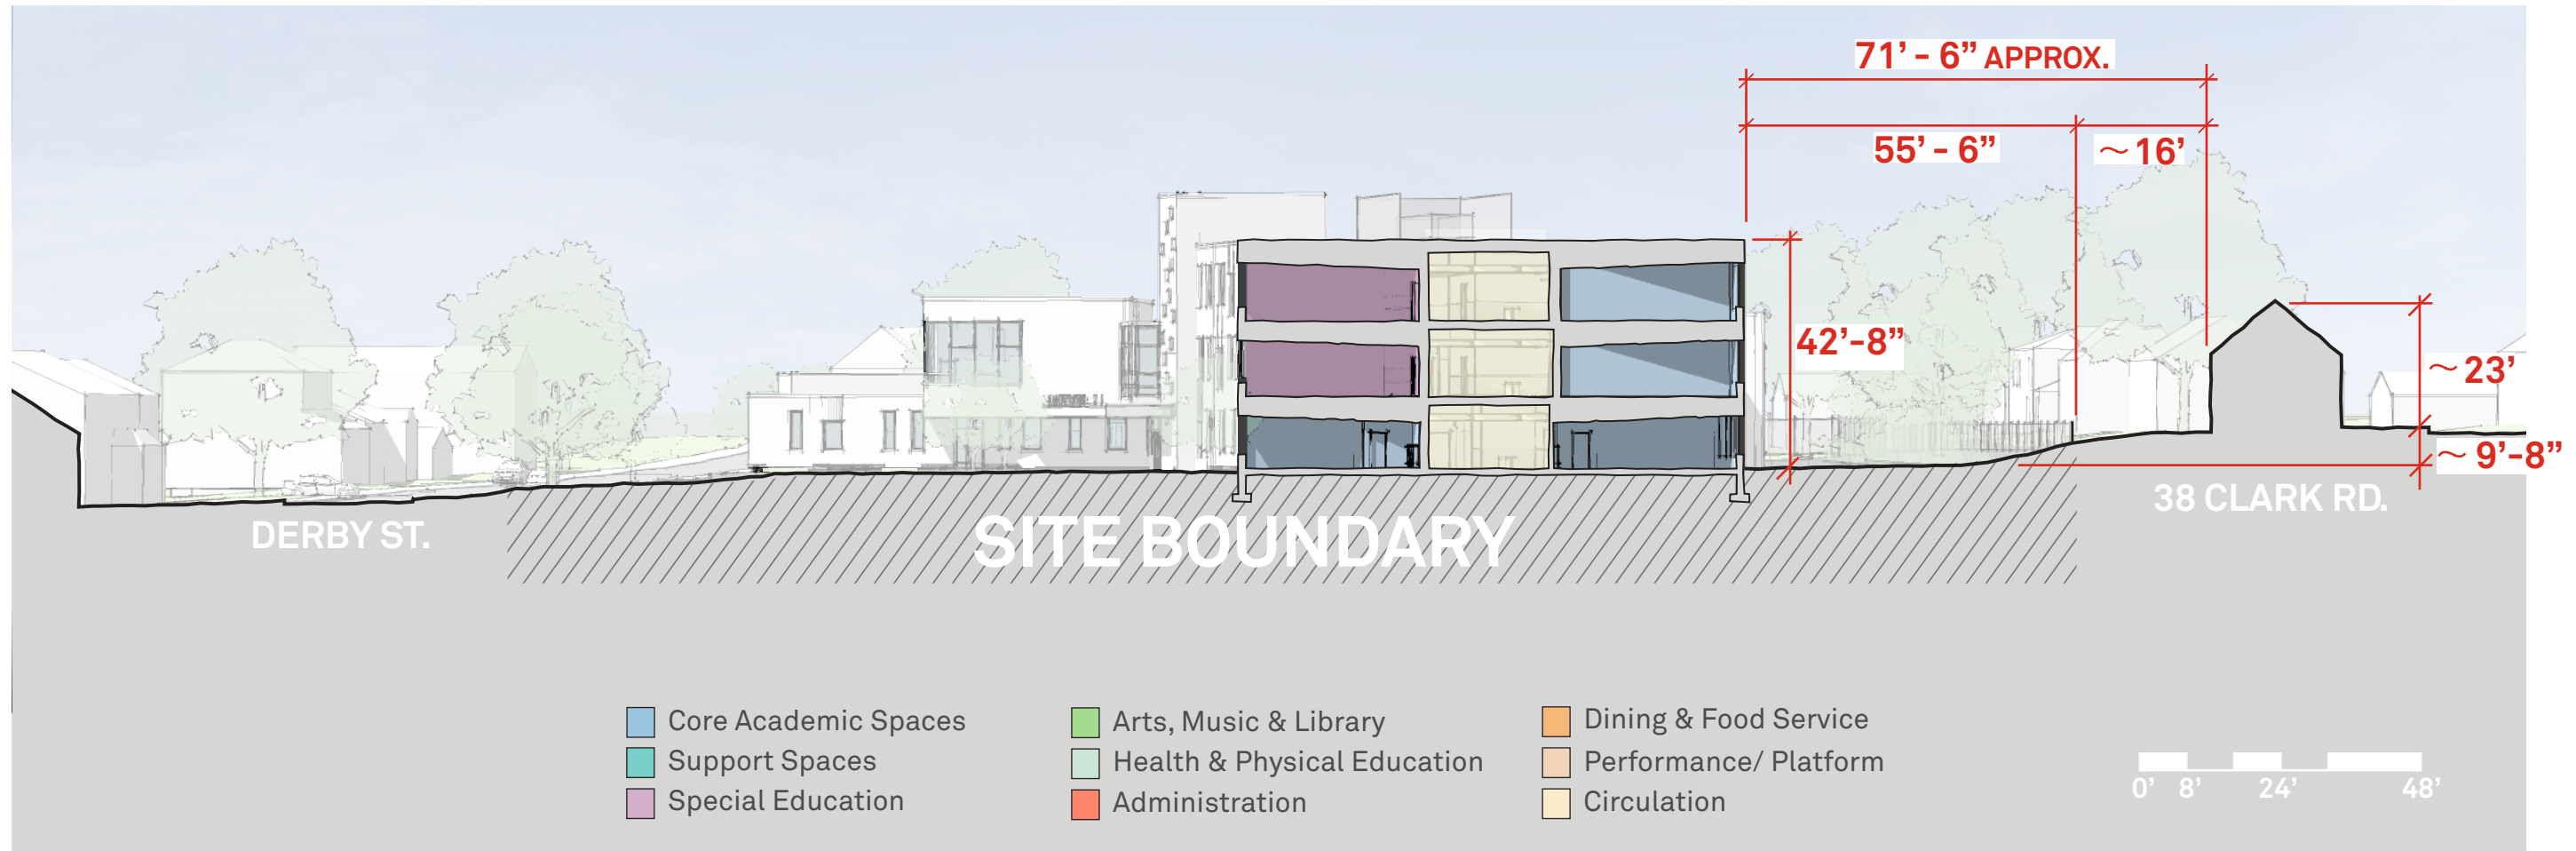 71’ - 6” APPROX.
55’ - 6”
~ 16’
42’-8”
~ 23’
~ 9’-8”
DERBY ST.
SITE BOUNDARY
38 CLARK RD.
Core Academic Spaces
Support Spaces
Special Education
Arts, Music & Library
Health & Physical Education
Administration
Dining & Food Service
Performance/ Platform
Circulation
0’ 8’ 24’ 48’